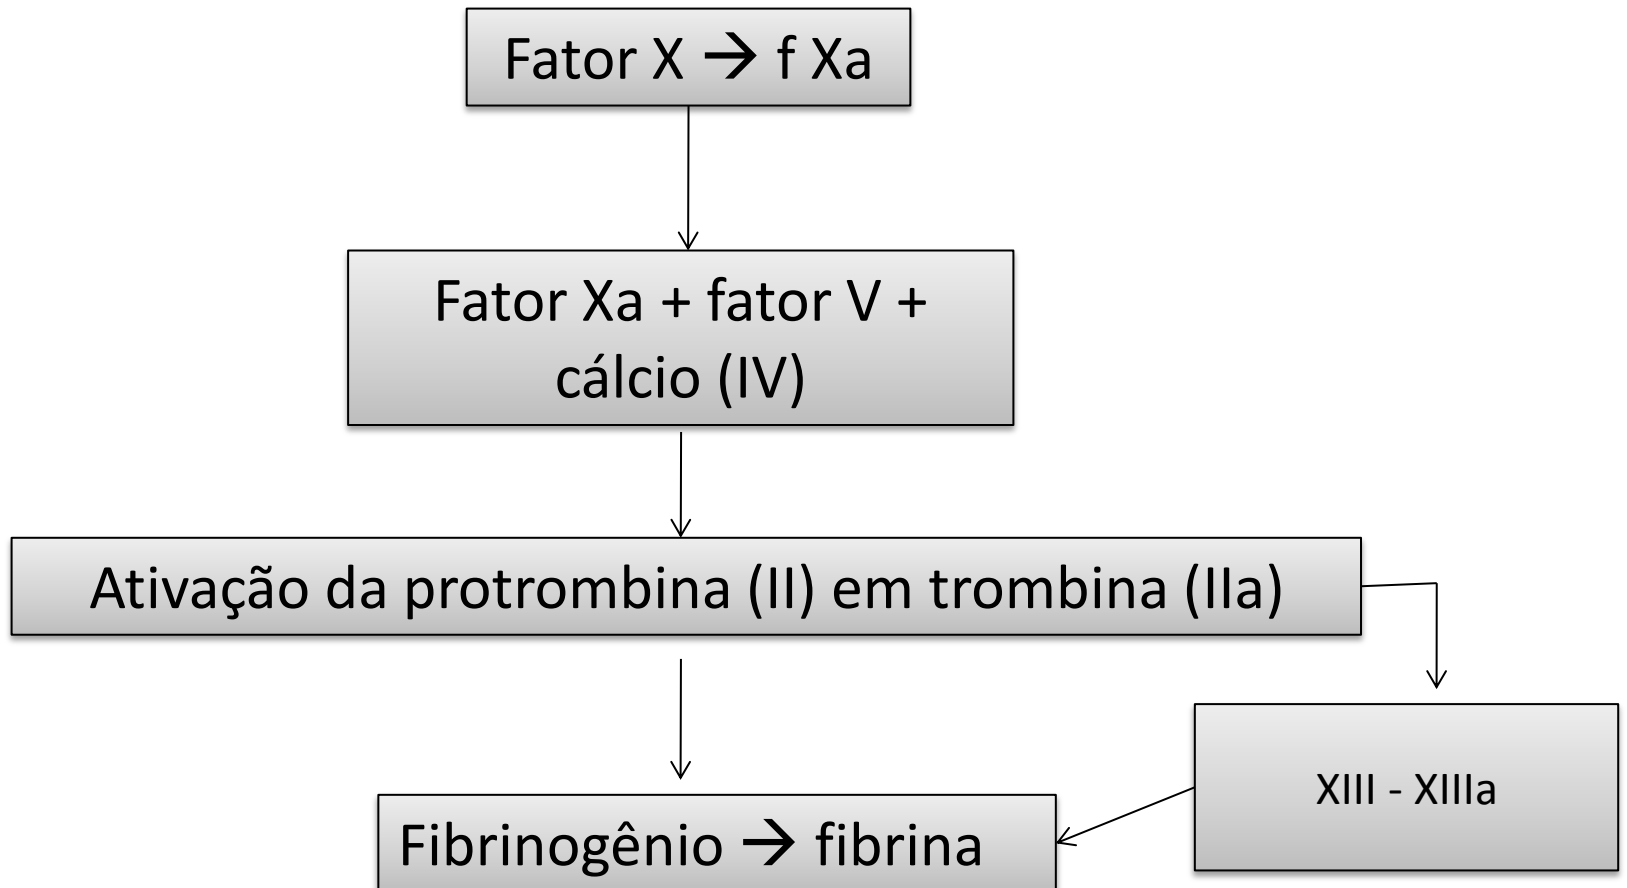 Fator X → f Xa
Fator Xa + fator V +
cálcio (IV)
Ativação da protrombina (II) em trombina (IIa)
XIII - XIIIa
Fibrinogênio → fibrina